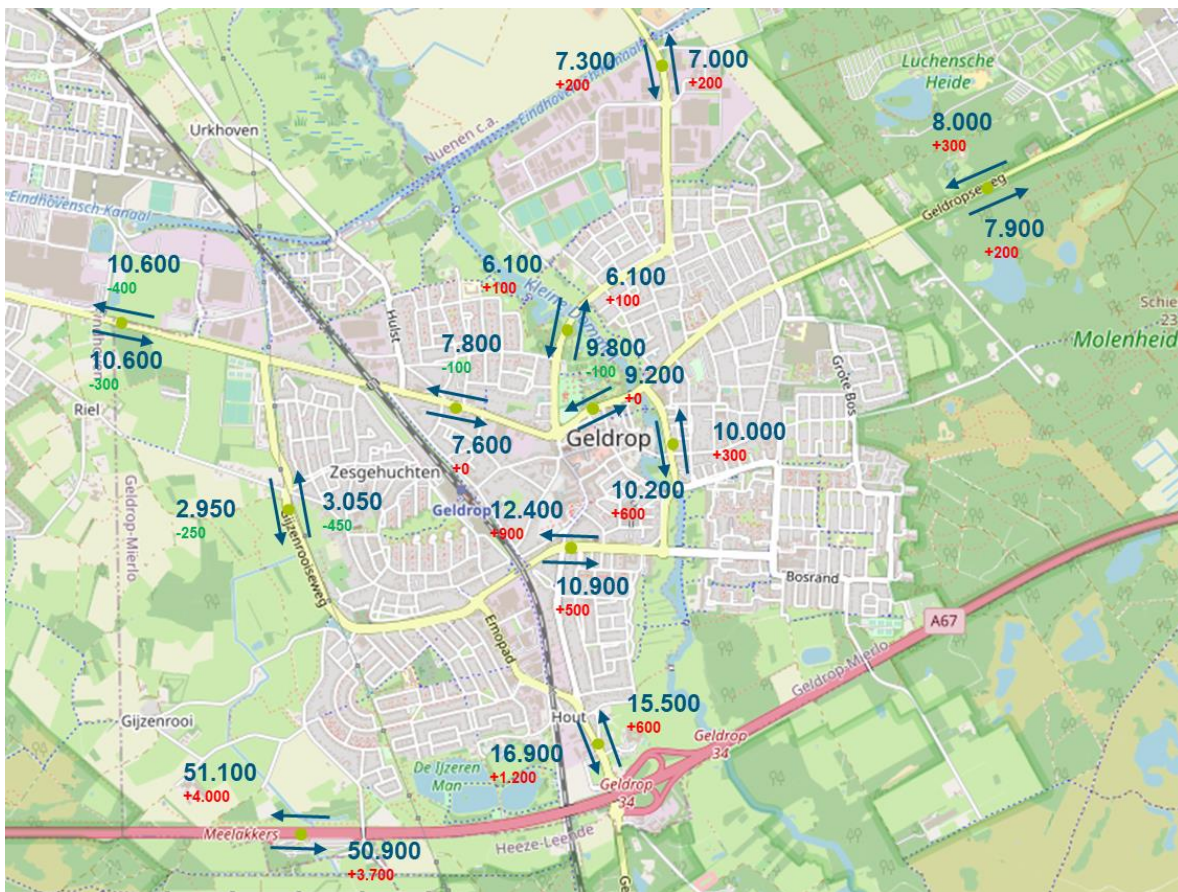 7.300
+200
7.000
+200
Luchensche
Heide
Eindhovensch Kanaal
Urkhoven
Nuenen c.a.
8.000
+300
Geldropseweg
7.900
+200
Eindhovensch Kanaal
10.600
-400
10.600
-300
6.100
+100
6.100
+100
Hulst
7.800
-100
9.800
-100
9.200
+0
Molenheid
Grote Bos
Riel
7.600
+0
Geldrop
10.000
+300
Zesgehuchten
Geldrop
10.200
+600
12.400
+900
2.950
-250
3.050
-450
Geldrop-Mierlo
Gijzenrooiseweg
10.900
+500
Bosrand
A67
Emopad
Geldrop-Mierlo
Gijzenrooi
Hout
15.500
+600
16.900
+1.200
Geldrop
34
De IJzeren
Man
Geldrop
34
51.100
+4.000
Meelakkers
50.900
+3.700
Heeze-Leende